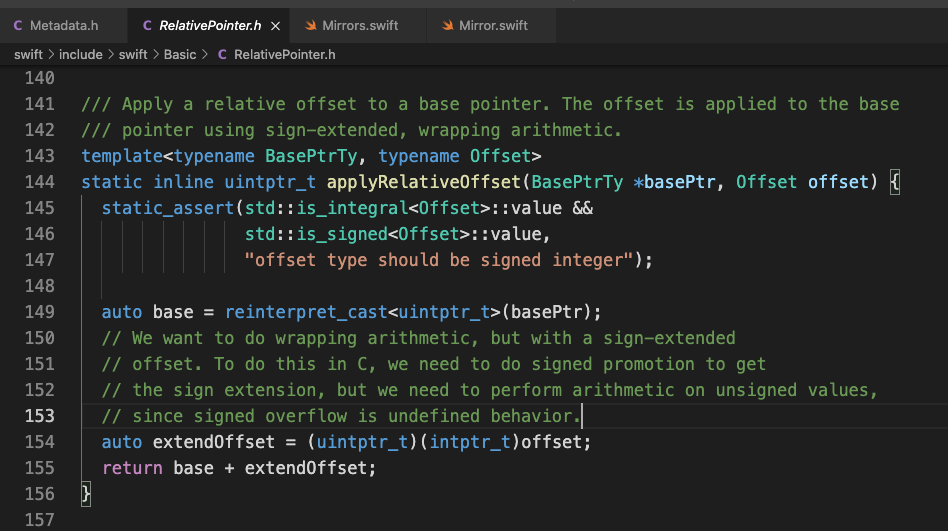 C Metadata.h C RelativePointer.h × Mirrors.swift Mirror.swift
swift > include > swift > Basic > C RelativePointer.h
140
141 /// Apply a relative offset to a base pointer. The offset is applied to the base
142 /// pointer using sign-extended, wrapping arithmetic.
143 template<typename BasePtrTy, typename Offset>
144 static inline uintptr_t applyRelativeOffset(BasePtrTy *basePtr, Offset offset) {
145 static_assert(std::is_integral<Offset>::value &&
146 std::is_signed<Offset>::value,
147 "offset type should be signed integer");
148
149 auto base = reinterpret_cast<uintptr_t>(basePtr);
150 // We want to do wrapping arithmetic, but with a sign-extended
151 // offset. To do this in C, we need to do signed promotion to get
152 // the sign extension, but we need to perform arithmetic on unsigned values,
153 // since signed overflow is undefined behavior.
154 auto extendOffset = (uintptr_t)(intptr_t)offset;
155 return base + extendOffset;
156 }
157